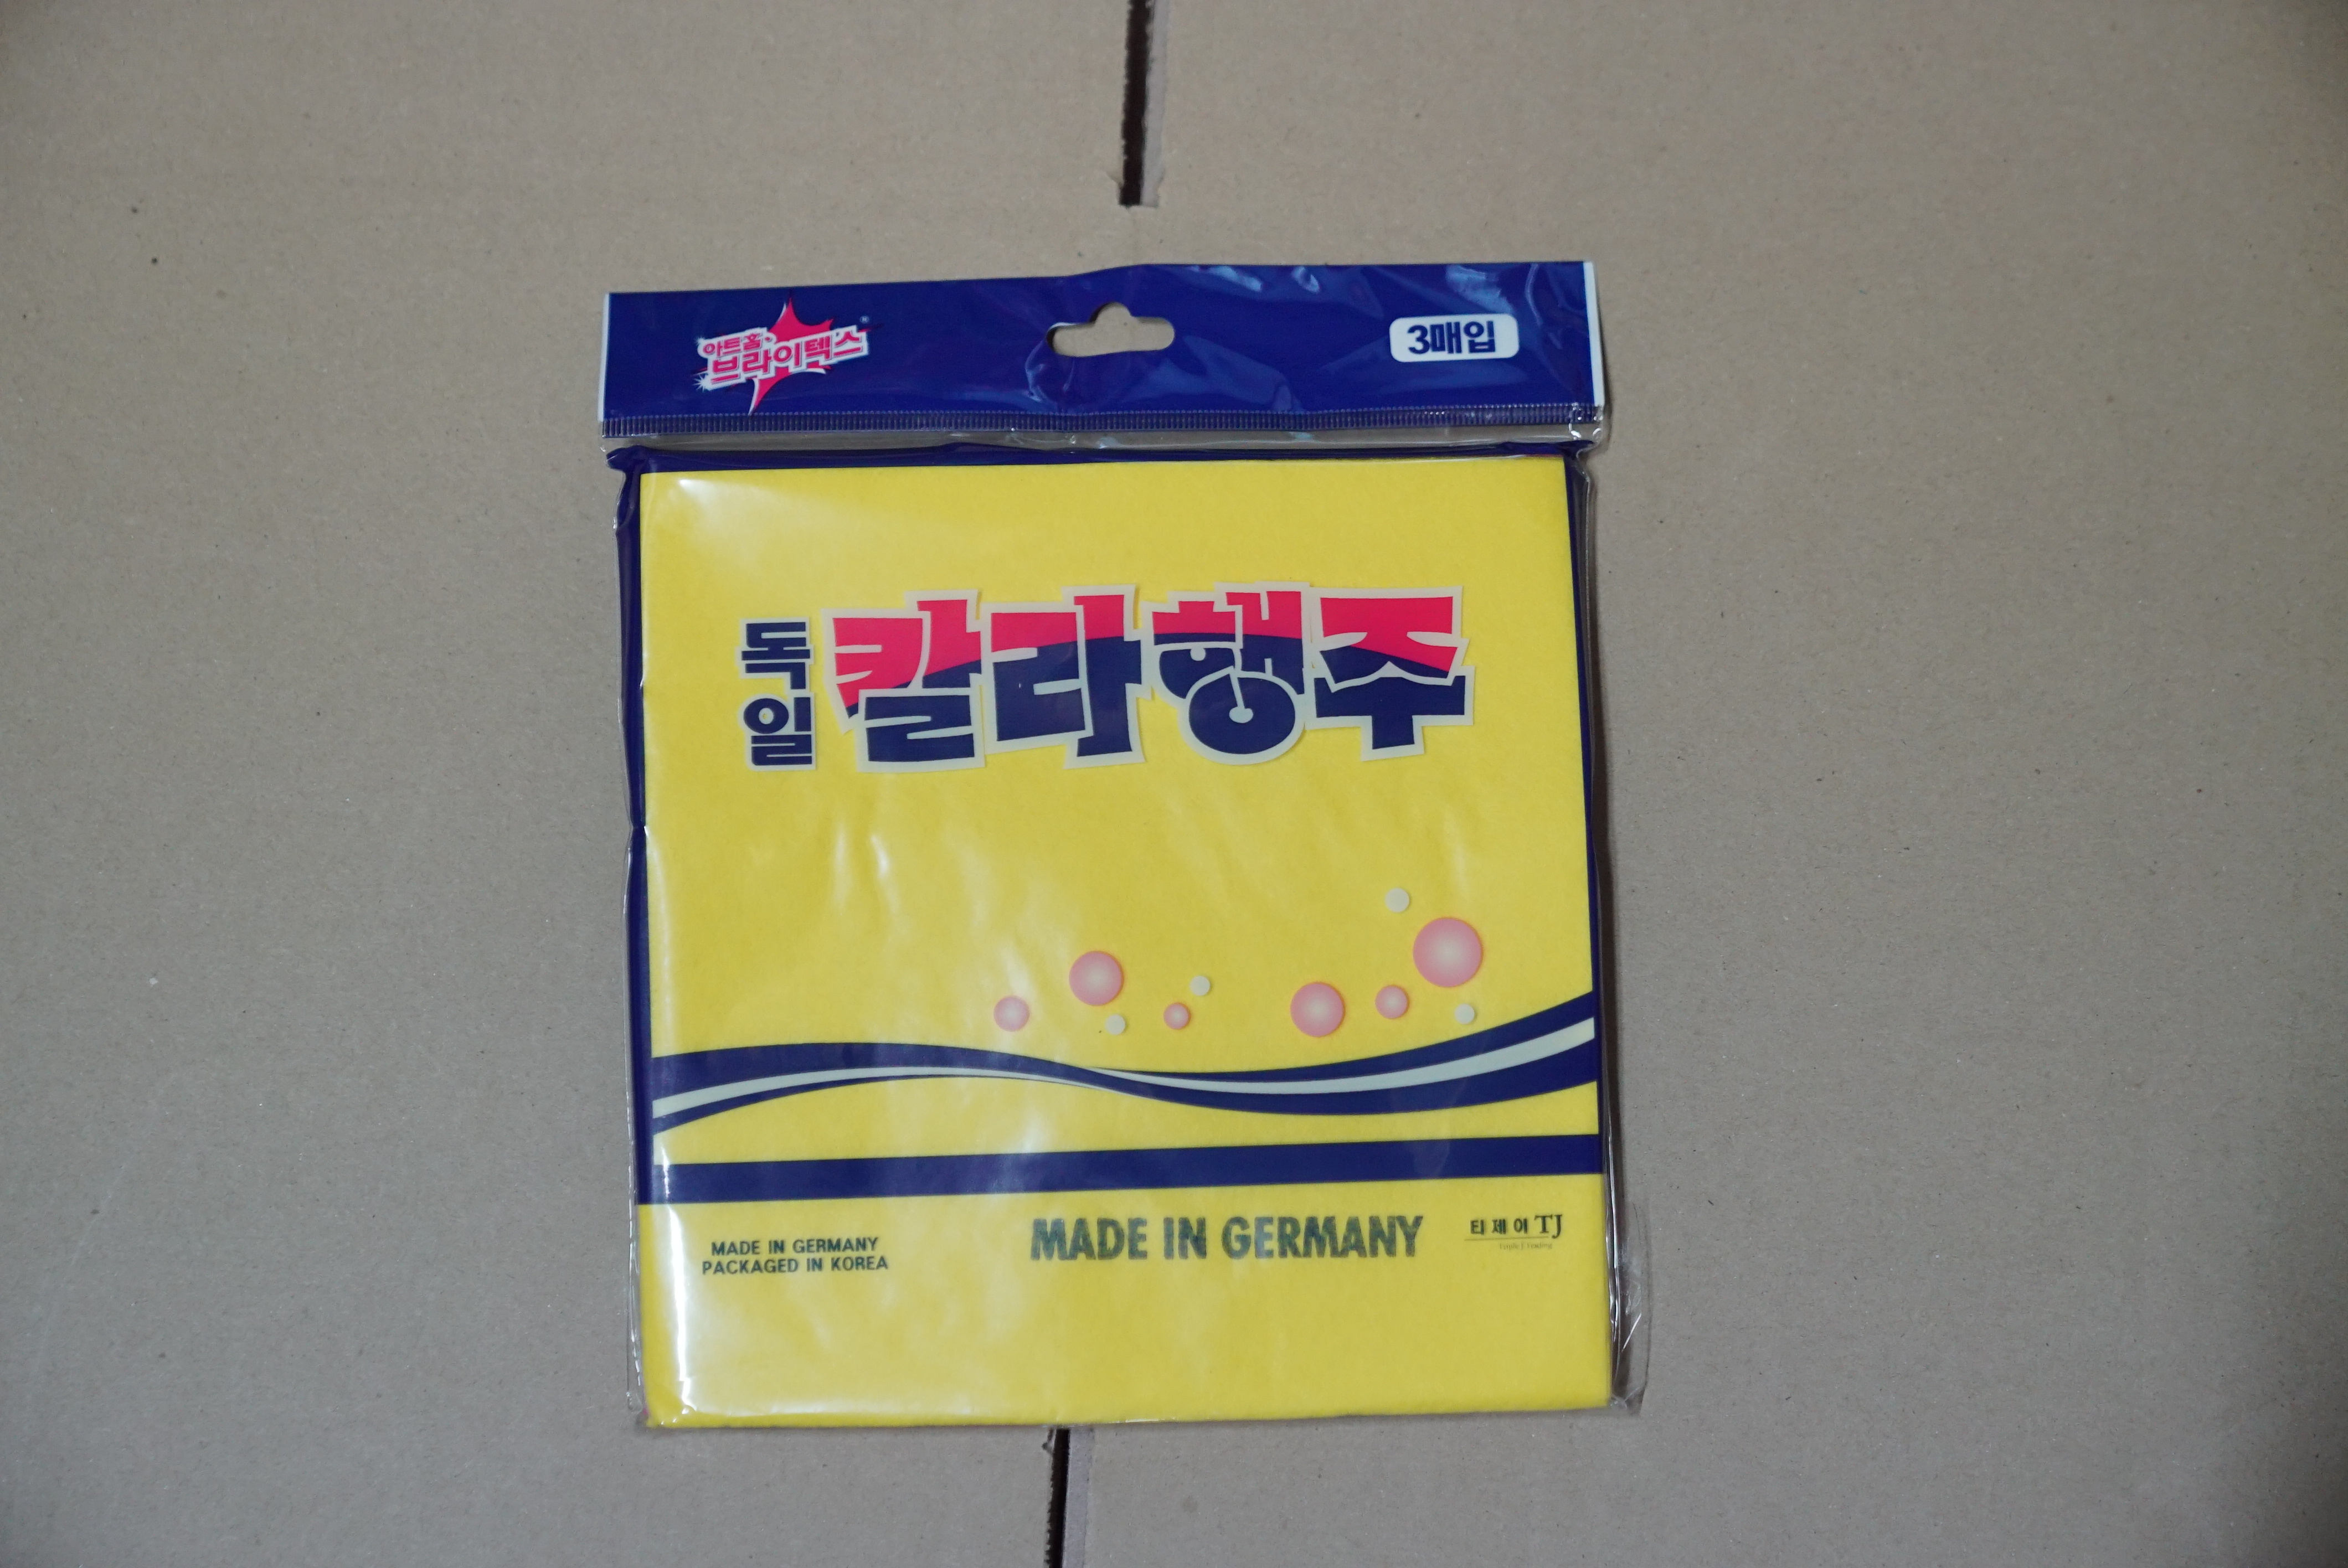 아트홈
브라이텍스
3매입
독일 칼라행주
MADE IN GERMANY
PACKAGED IN KOREA
MADE IN GERMANY
티제이 TJ